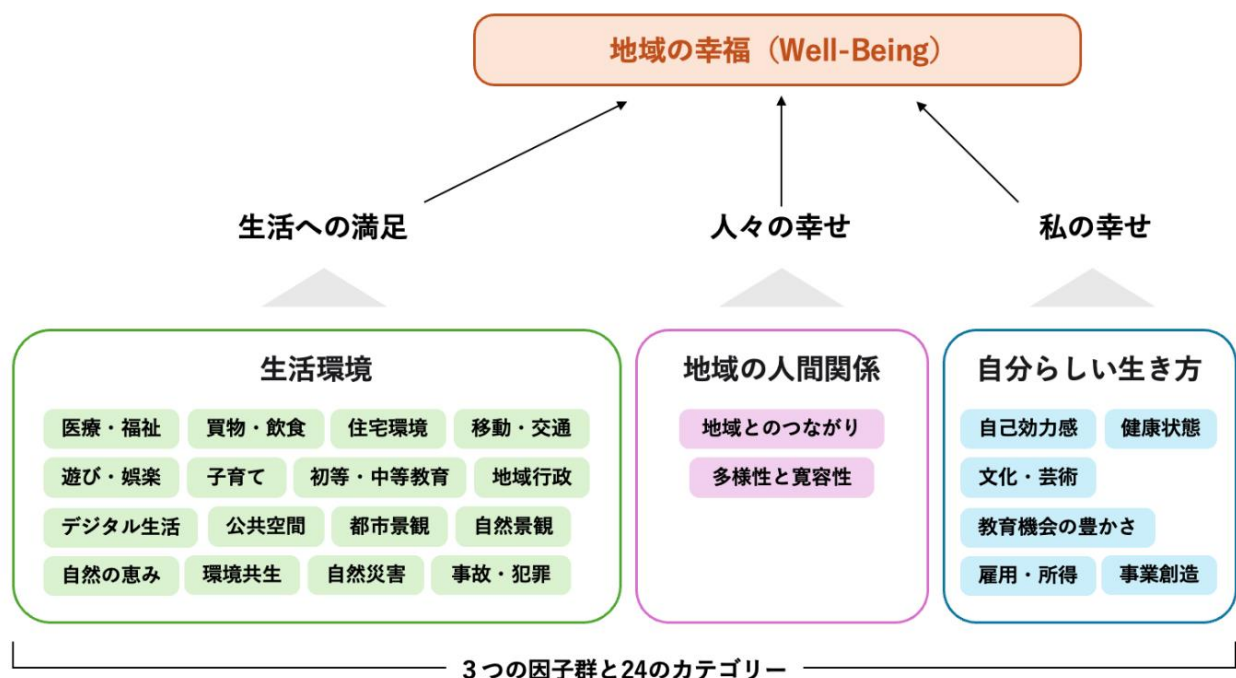 地域の幸福（Well-Being）
生活への満足
人々の幸せ
私の幸せ
生活環境
医療・福祉
買物・飲食
住宅環境
移動・交通
遊び・娯楽
子育て
初等・中等教育
地域行政
デジタル生活
公共空間
都市景観
自然景観
自然の恵み
環境共生
自然災害
事故・犯罪
地域の人間関係
地域とのつながり
多様性と寛容性
自分らしい生き方
自己効力感
健康状態
文化・芸術
教育機会の豊かさ
雇用・所得
事業創造
３つの因子群と24のカテゴリー